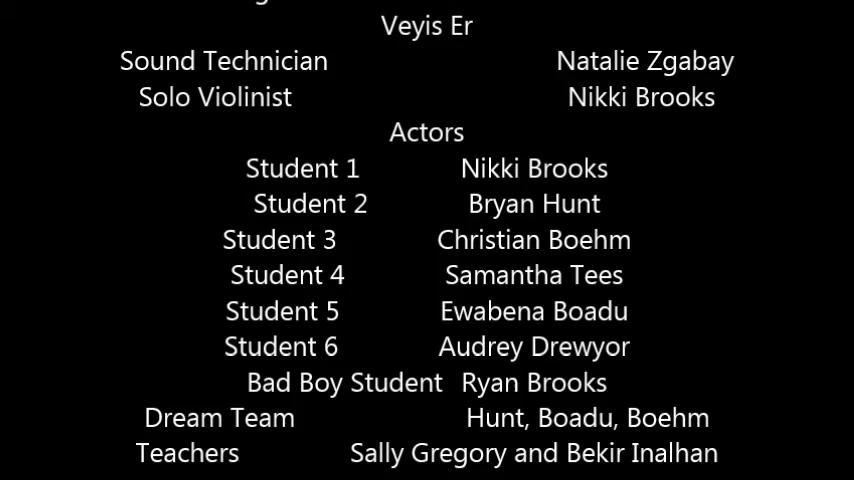 Veyis Er
Sound Technician Natalie Zgabay
Solo Violinist Nikki Brooks
Actors
Student 1 Nikki Brooks
Student 2 Bryan Hunt
Student 3 Christian Boehm
Student 4 Samantha Tees
Student 5 Ewabena Boadu
Student 6 Audrey Drewyor
Bad Boy Student Ryan Brooks
Dream Team Hunt, Boadu, Boehm
Teachers Sally Gregory and Bekir Inalhan